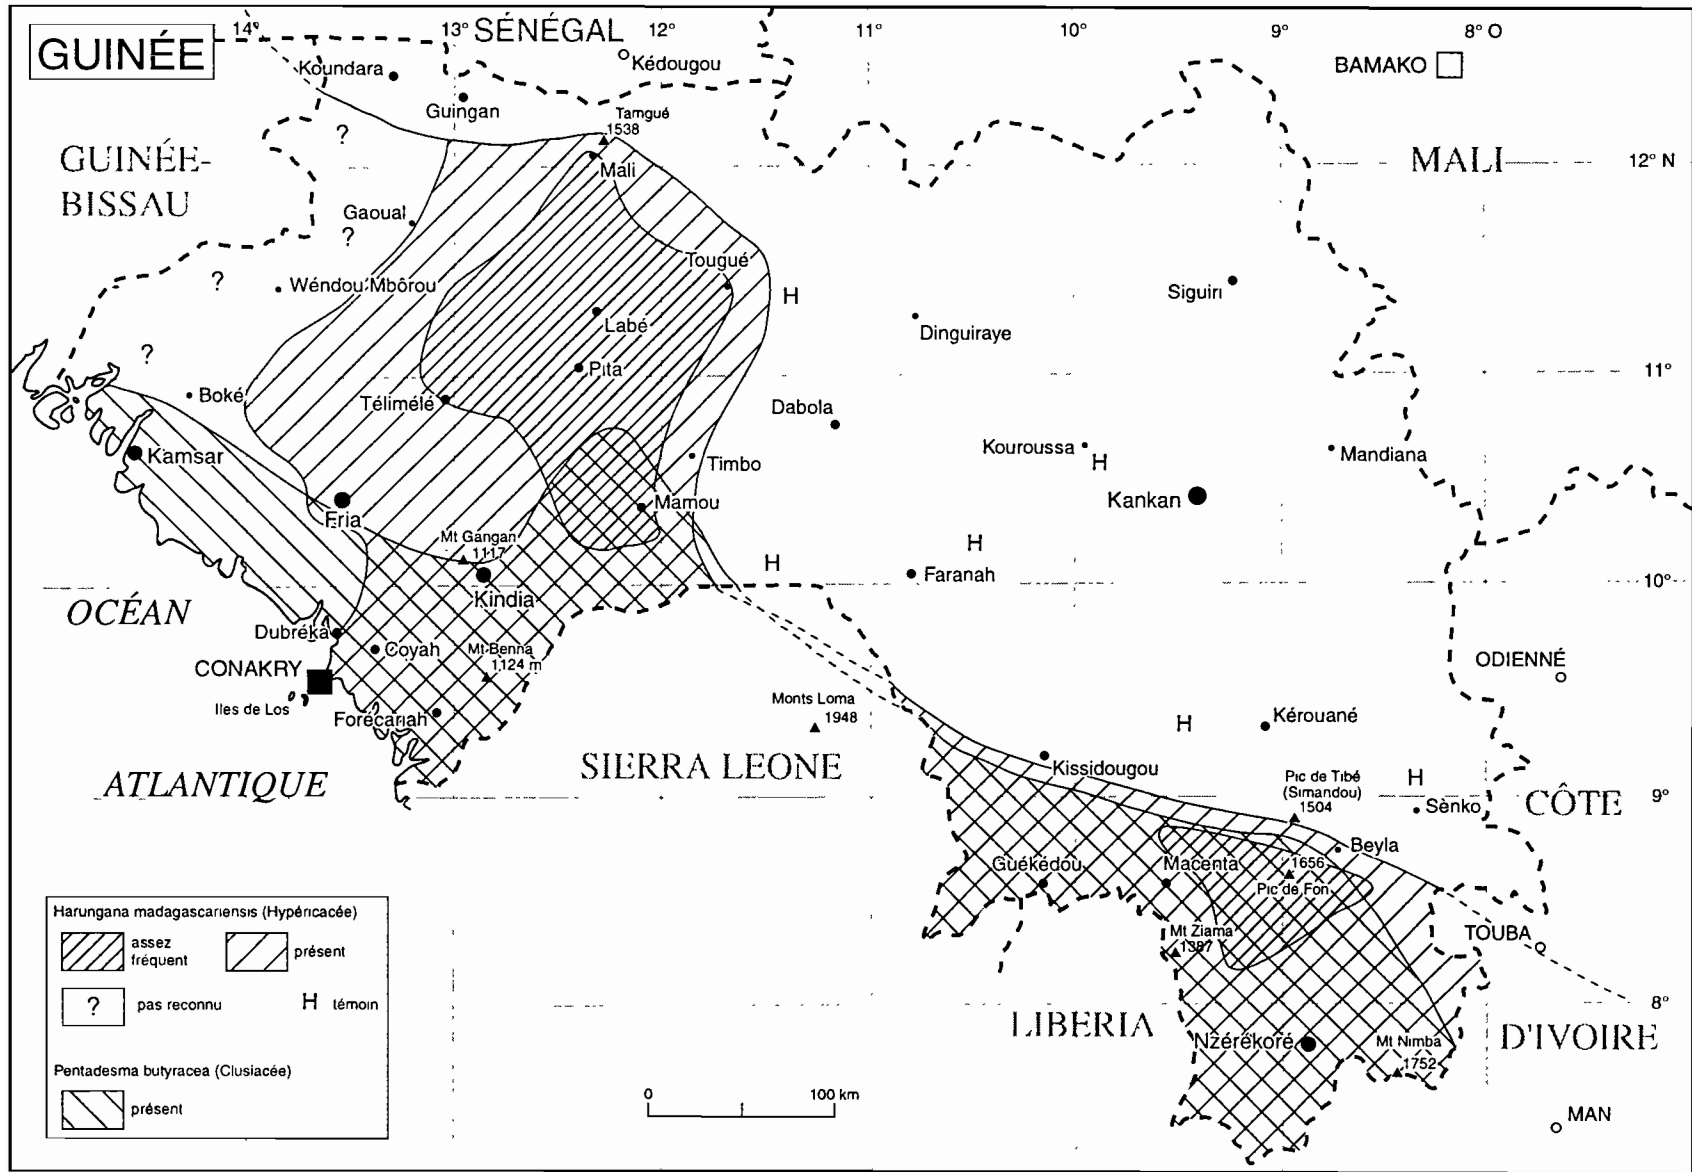 GUINÉE
14°
13°
SÉNÉGAL
12°
11°
10°
9°
8° O
Kédougou
BAMAKO
Koundara
Guingan
Tamgué
1538
?
GUINÉE-
BISSAU
Mali
MALI
12° N
Gaoual
?
Tougué
?
Wéndou Mbôrou
H
Siguiri
Labé
Dinguiraye
?
Pita
11°
Boké
Télimélé
Dabola
Kamsar
Timbo
Kouroussa
H
Mandiana
Mamou
Kankan
Fria
Mt Gangan
1117
H
H
Faranah
10°
Kindia
OCÉAN
Dubréka
Coyah
Mt Benna
1124 m
CONAKRY
ODIENNÉ
Iles de Los
Forécariah
Monts Loma
1948
H
Kérouané
SIERRA LEONE
Kissidougou
ATLANTIQUE
Pic de Tibé
(Simandou)
1504
H
Sènko
CÔTE
9°
Beyla
Guékédou
Macenta
1656
Pic de Fon
Mt Ziama
1387
TOUBA
8°
LIBERIA
Nzérékoré
Mt Nimba
1752
D'IVOIRE
MAN
Harungana madagascariensis (Hypéricacée)
assez
fréquent
présent
?
pas reconnu
H
témoin
Pentadesma butyracea (Clusiacée)
présent
0
100 km